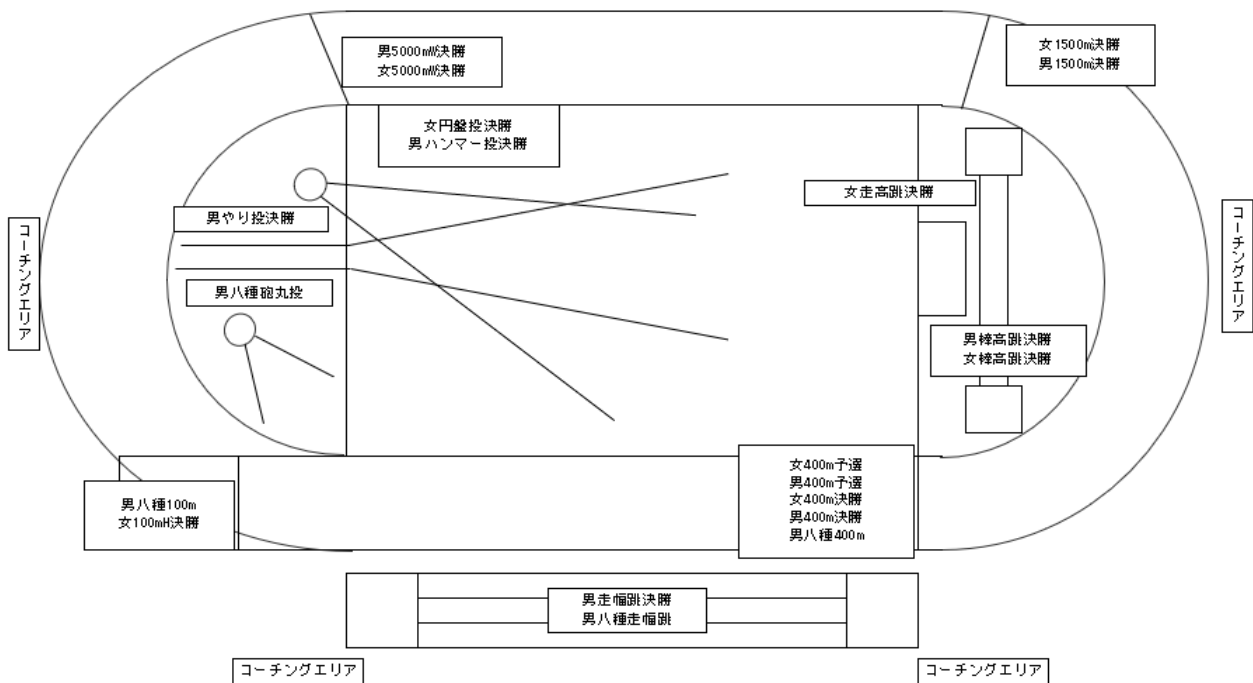 男5000mW決勝
女5000mW決勝
女1500m決勝
男1500m決勝
女円盤投決勝
男ハンマー投決勝
女走高跳決勝
男やり投決勝
コーチングエリア
コーチングエリア
男八種砲丸投
男棒高跳決勝
女棒高跳決勝
女400m予選
男400m予選
女400m決勝
男400m決勝
男八種400m
男八種100m
女100mH決勝
男走幅跳決勝
男八種走幅跳
コーチングエリア
コーチングエリア